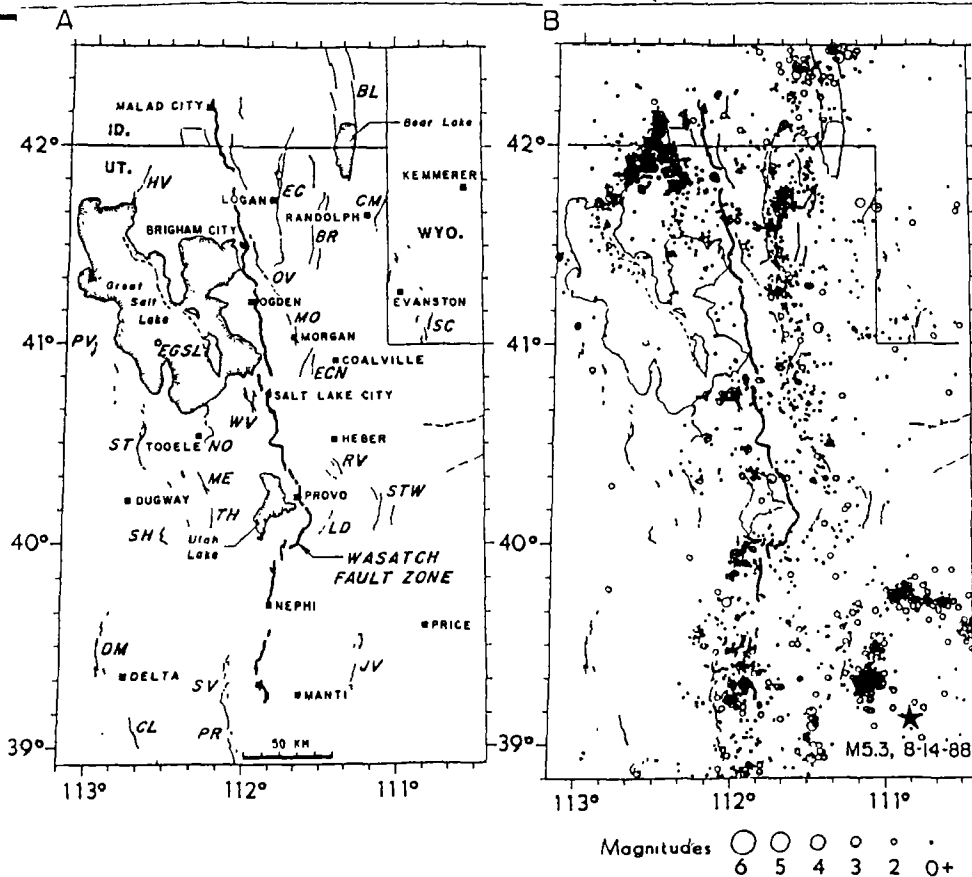 A
MALAD CITY
BL
Bear Lake
ID.
42°
UT.
HV
KEMMERER
LOGAN
EC
CM
RANDOLPH
BRIGHAM CITY
BR
WYO.
OV
Great
Salt
Lake
OGDEN
EVANSTON
MO
SC
MORGAN
PV
41°
EGSL
COALVILLE
ECN
SALT LAKE CITY
WV
ST
TOOELE
NO
HEBER
RV
ME
STW
DUGWAY
PROVO
TH
SH
Utah
Lake
LD
40°
WASATCH
FAULT ZONE
NEPHI
PRICE
DM
JV
DELTA
SV
MANTI
CL
PR
50 KM
39°
113°
112°
111°
B
42°
41°
40°
39°
M5.3, 8-14-88
113°
112°
111°
Magnitudes
6 5 4 3 2 0+